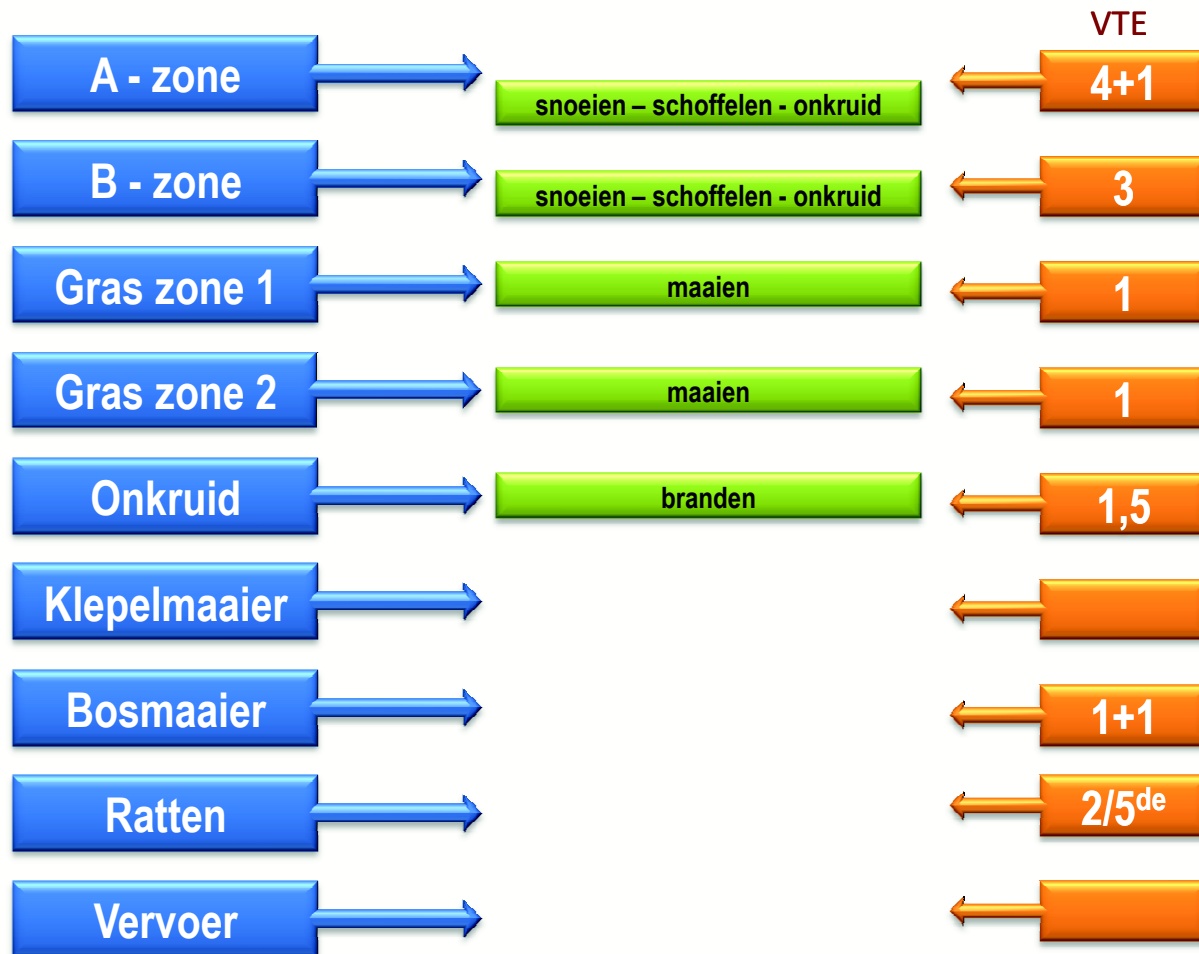 VTE
A - zone
snoeien – schoffelen - onkruid
4+1
B - zone
snoeien – schoffelen - onkruid
3
Gras zone 1
maaien
1
Gras zone 2
maaien
1
Onkruid
branden
1,5
Klepelmaaier
Bosmaaier
1+1
Ratten
2/5de
Vervoer